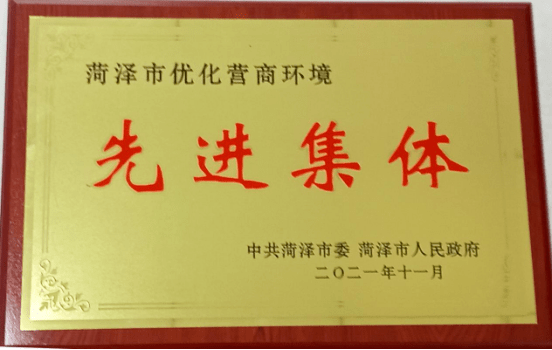 菏泽市优化营商环境
先进集体
中共菏泽市委 菏泽市人民政府
二〇二一年十一月